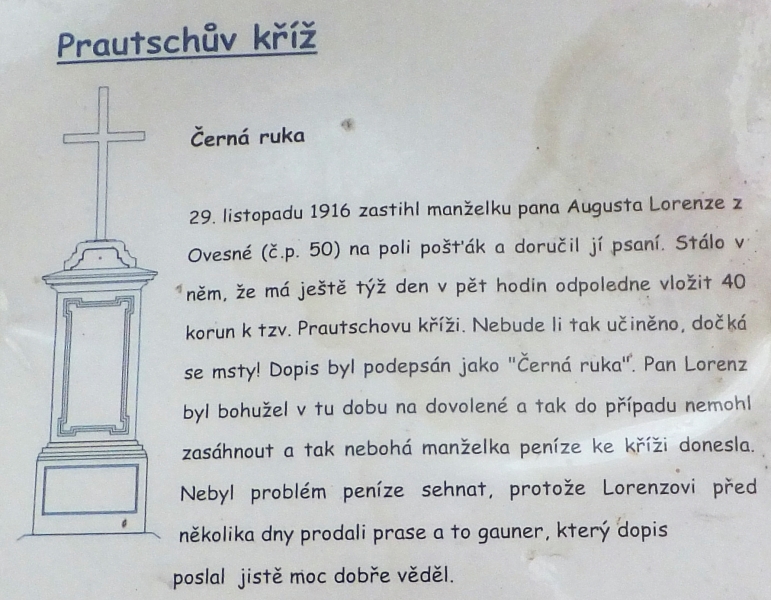 Prautschův kříž
Černá ruka
29. listopadu 1916 zastihl manželku pana Augusta Lorenze z
Ovesné (č.p. 50) na poli pošťák a doručil jí psaní. Stálo v
něm, že má ještě týž den v pět hodin odpoledne vložit 40
korun k tzv. Prautschovu kříži. Nebude li tak učiněno, dočká
se msty! Dopis byl podepsán jako "Černá ruka". Pan Lorenz
byl bohužel v tu dobu na dovolené a tak do případu nemohl
zasáhnout a tak nebohá manželka peníze ke kříži donesla.
Nebyl problém peníze sehnat, protože Lorenzovi před
několika dny prodali prase a to gauner, který dopis
poslal jistě moc dobře věděl.